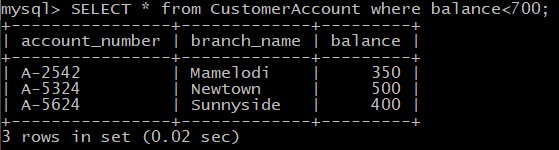 mysql> SELECT * from CustomerAccount where balance<700;
+----------------+-------------+---------+
| account_number | branch_name | balance |
+----------------+-------------+---------+
| A-2542         | Mamelodi    |     350 |
| A-5324         | Newtown     |     500 |
| A-5624         | Sunnyside   |     400 |
+----------------+-------------+---------+
3 rows in set (0.02 sec)